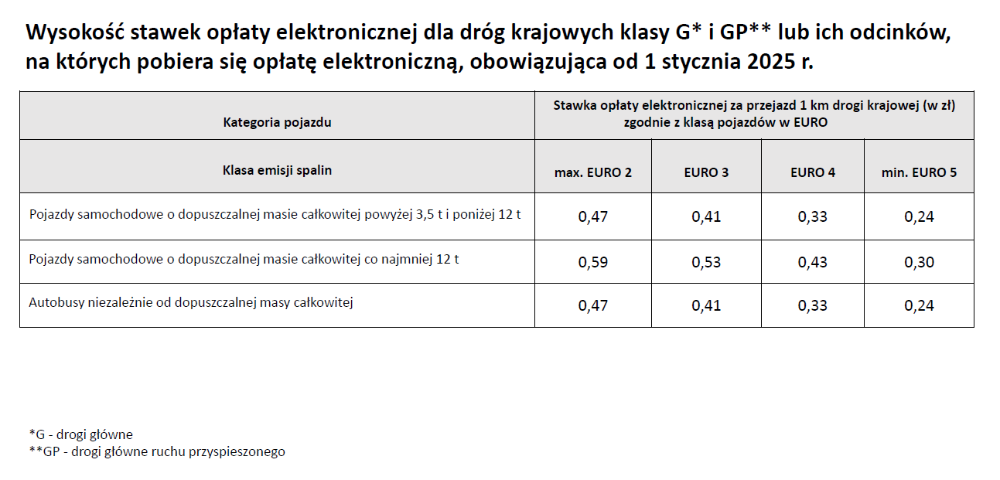 Wysokość stawek opłaty elektronicznej dla dróg krajowych klasy G* i GP** lub ich odcinków,
na których pobiera się opłatę elektroniczną, obowiązująca od 1 stycznia 2025 r.
Kategoria pojazdu
Stawka opłaty elektronicznej za przejazd 1 km drogi krajowej (w zł)
zgodnie z klasą pojazdów w EURO
Klasa emisji spalin
max. EURO 2
EURO 3
EURO 4
min. EURO 5
Pojazdy samochodowe o dopuszczalnej masie całkowitej powyżej 3,5 t i poniżej 12 t
0,47
0,41
0,33
0,24
Pojazdy samochodowe o dopuszczalnej masie całkowitej co najmniej 12 t
0,59
0,53
0,43
0,30
Autobusy niezależnie od dopuszczalnej masy całkowitej
0,47
0,41
0,33
0,24
*G - drogi główne
**GP - drogi główne ruchu przyspieszonego